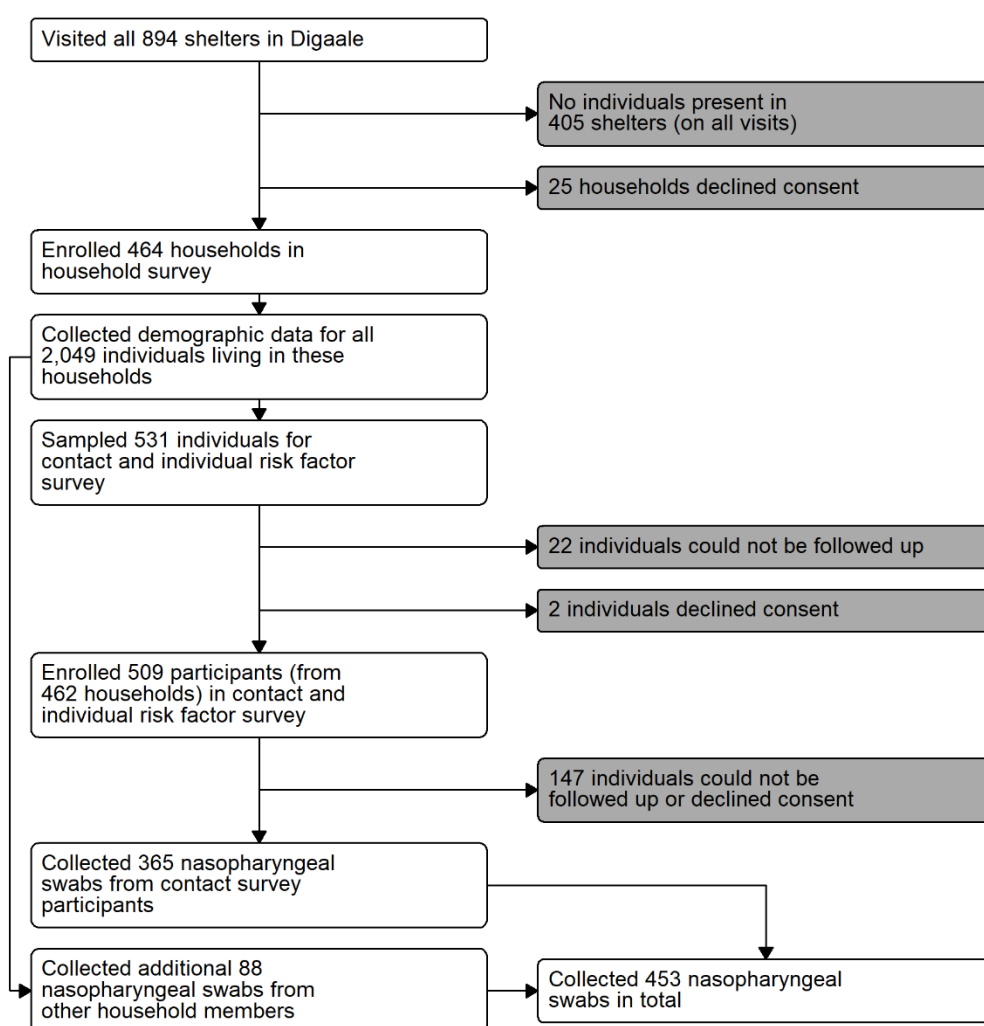 Visited all 894 shelters in Digaale
No individuals present in
405 shelters (on all visits)
25 households declined consent
Enrolled 464 households in
household survey
Collected demographic data for all
2,049 individuals living in these
households
Sampled 531 individuals for
contact and individual risk factor
survey
22 individuals could not be followed up
2 individuals declined consent
Enrolled 509 participants (from
462 households) in contact and
individual risk factor survey
147 individuals could not be
followed up or declined consent
Collected 365 nasopharyngeal
swabs from contact survey
participants
Collected additional 88
nasopharyngeal swabs from
other household members
Collected 453 nasopharyngeal
swabs in total